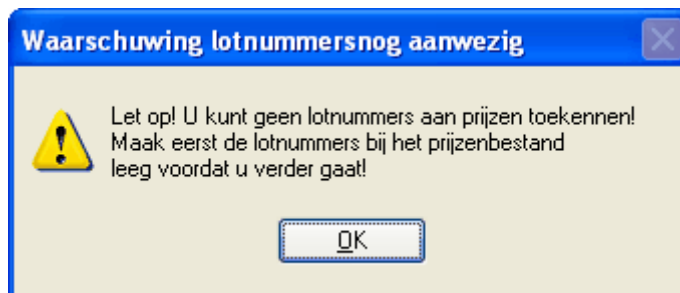 Waarschuwing lotnummersnog aanwezig
Let op! U kunt geen lotnummers aan prijzen toekennen!
Maak eerst de lotnummers bij het prijzenbestand
leeg voordat u verder gaat!
OK